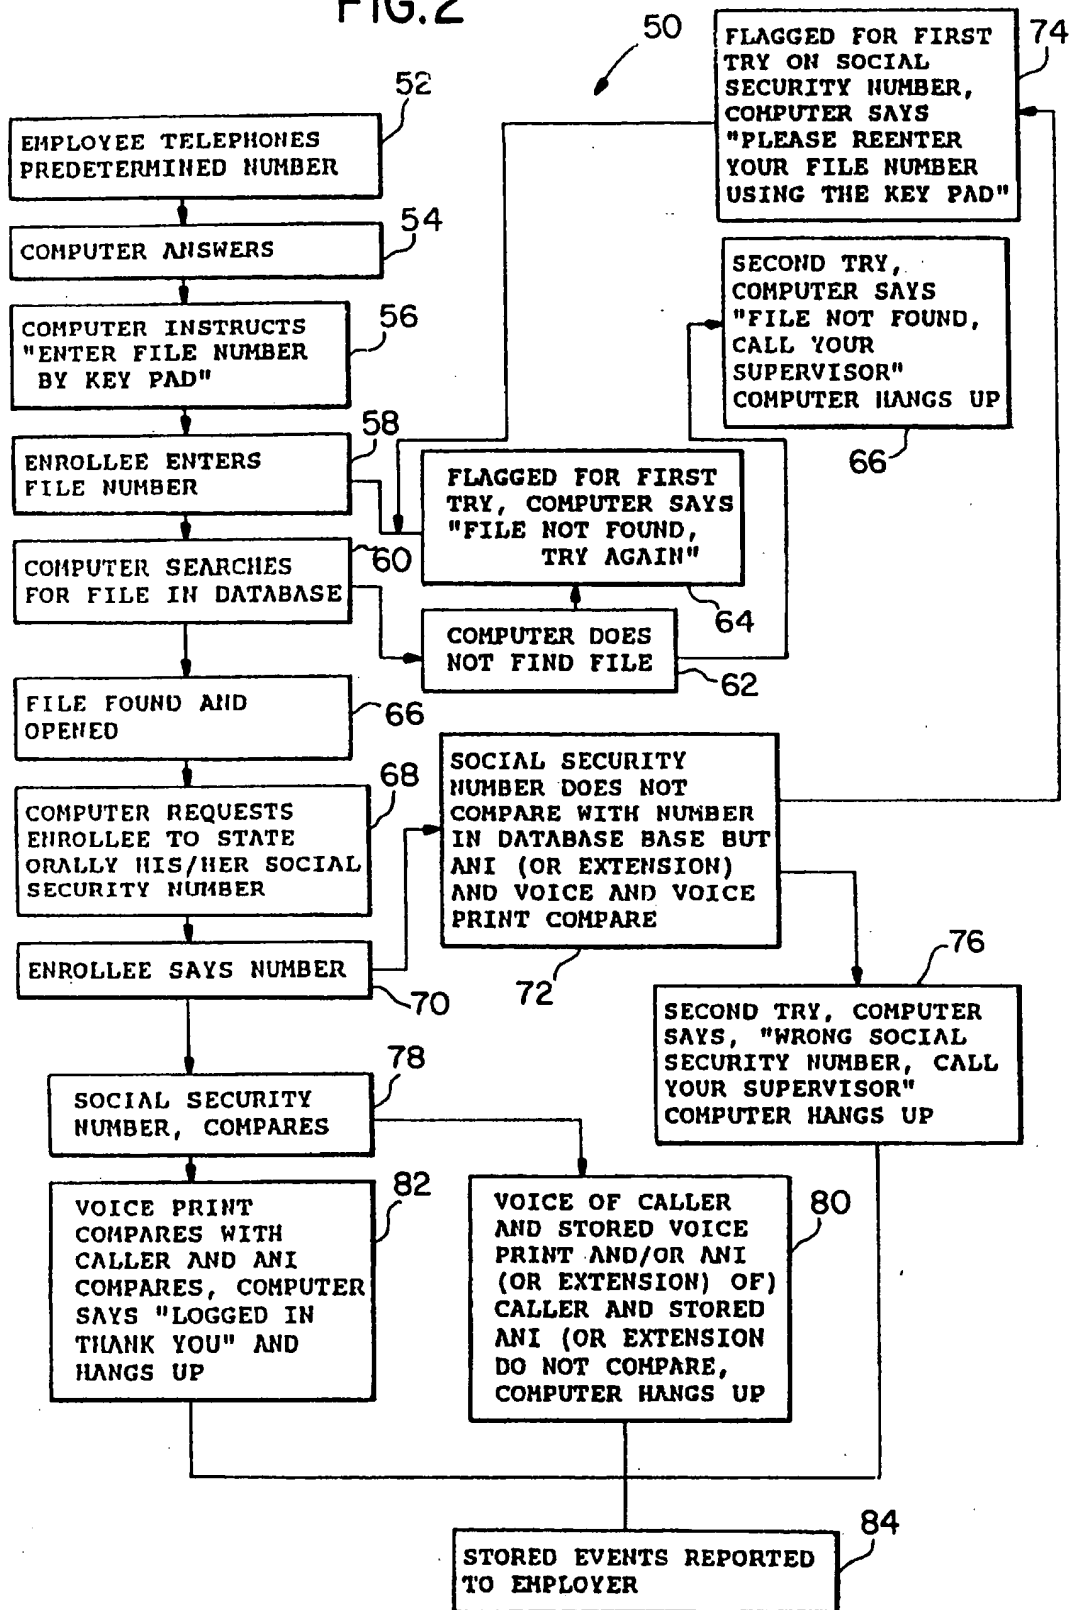 FIG.2
50
52
EMPLOYEE TELEPHONES
PREDETERMINED NUMBER
54
COMPUTER ANSWERS
56
COMPUTER INSTRUCTS
"ENTER FILE NUMBER
BY KEY PAD"
58
ENROLLEE ENTERS
FILE NUMBER
60
COMPUTER SEARCHES
FOR FILE IN DATABASE
COMPUTER DOES
NOT FIND FILE
62
FLAGGED FOR FIRST
TRY, COMPUTER SAYS
"FILE NOT FOUND,
TRY AGAIN"
64
SECOND TRY,
COMPUTER SAYS
"FILE NOT FOUND,
CALL YOUR
SUPERVISOR"
COMPUTER HANGS UP
66
FILE FOUND AND
OPENED
66
68
COMPUTER REQUESTS
ENROLLEE TO STATE
ORALLY HIS/HER SOCIAL
SECURITY NUMBER
ENROLLEE SAYS NUMBER
70
SOCIAL SECURITY
NUMBER DOES NOT
COMPARE WITH NUMBER
IN DATABASE BASE BUT
ANI (OR EXTENSION)
AND VOICE AND VOICE
PRINT COMPARE
72
FLAGGED FOR FIRST
TRY ON SOCIAL
SECURITY NUMBER,
COMPUTER SAYS
"PLEASE REENTER
YOUR FILE NUMBER
USING THE KEY PAD"
74
76
SECOND TRY, COMPUTER
SAYS, "WRONG SOCIAL
SECURITY NUMBER, CALL
YOUR SUPERVISOR"
COMPUTER HANGS UP
78
SOCIAL SECURITY
NUMBER, COMPARES
VOICE OF CALLER
AND STORED VOICE
PRINT AND/OR ANI
(OR EXTENSION) OF)
CALLER AND STORED
ANI (OR EXTENSION
DO NOT COMPARE,
COMPUTER HANGS UP
80
82
VOICE PRINT
COMPARES WITH
CALLER AND ANI
COMPARES, COMPUTER
SAYS "LOGGED IN
THANK YOU" AND
HANGS UP
84
STORED EVENTS REPORTED
TO EMPLOYER